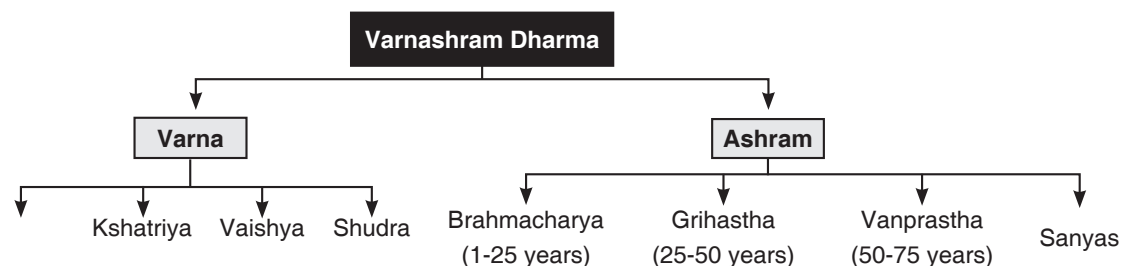 Varnashram Dharma
Varna
Ashram
Kshatriya
Vaishya
Shudra
Brahmacharya
(1-25 years)
Grihastha
(25-50 years)
Vanprastha
(50-75 years)
Sanyas